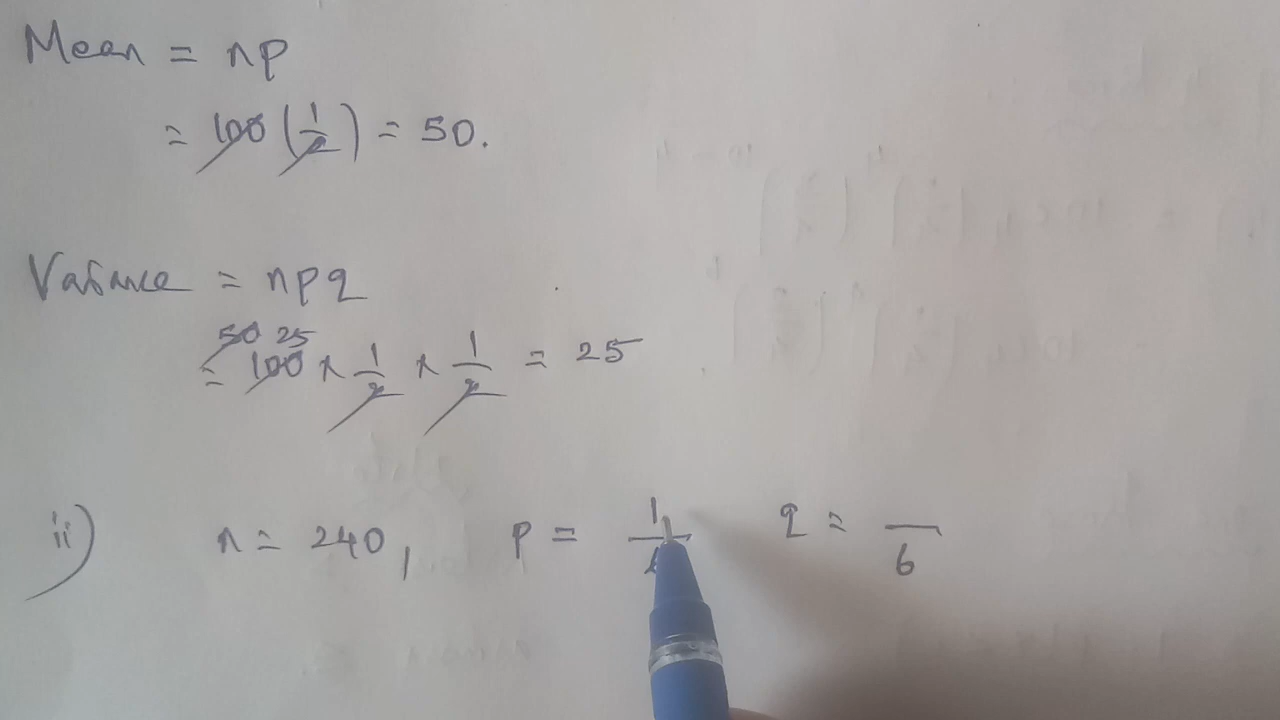 Mean = np
= 100 (1/2) = 50.
Variance = npq
50 25
= 100 x 1/2 x 1/2 = 25
ii) n = 240, p = 1/ q = /6